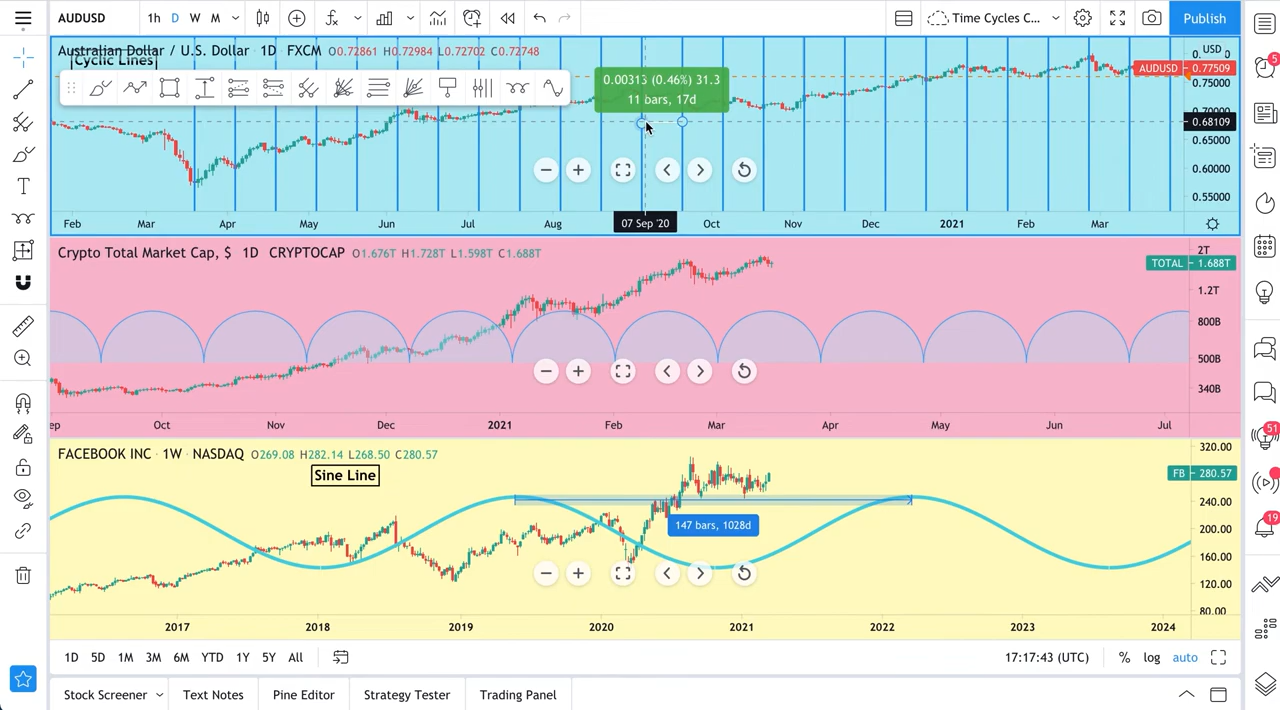 AUDUSD 1h D W M Time Cycles C... Publish
Australian Dollar / U.S. Dollar 1D FXCM O0.72861 H0.72984 L0.72702 C0.72748
Cyclic Lines
USD
AUDUSD 0.77509
0.75000
0.70000
0.68109
0.65000
0.60000
0.55000
0.00313 (0.46%) 31.3
11 bars, 17d
Feb Mar Apr May Jun Jul Aug 07 Sep '20 Oct Nov Dec 2021 Feb Mar
Crypto Total Market Cap, $ 1D CRYPTOCAP O1.676T H1.728T L1.598T C1.688T
2T
TOTAL 1.688T
1.2T
800B
500B
340B
ep Oct Nov Dec 2021 Feb Mar Apr May Jun Jul
FACEBOOK INC · 1W · NASDAQ O269.08 H282.14 L268.50 C280.57
Sine Line
320.00
FB 280.57
240.00
200.00
160.00
120.00
80.00
147 bars, 1028d
2017 2018 2019 2020 2021 2022 2023 2024
1D 5D 1M 3M 6M YTD 1Y 5Y All 17:17:43 (UTC) % log auto
Stock Screener Text Notes Pine Editor Strategy Tester Trading Panel
5
51
19